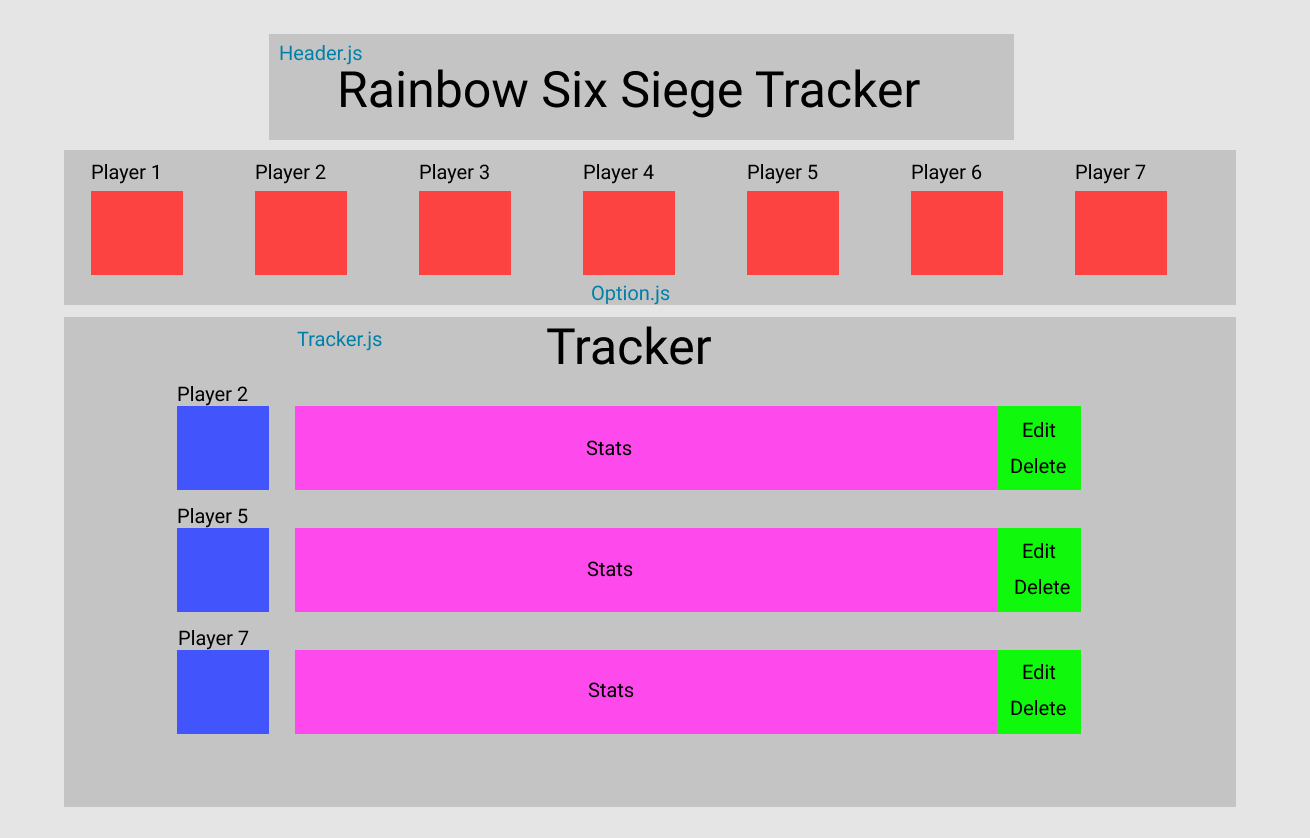 Header.js
Rainbow Six Siege Tracker
Player 1 Player 2 Player 3 Player 4 Player 5 Player 6 Player 7
Option.js
Tracker.js
Tracker
Player 2
Stats
Edit
Delete
Player 5
Stats
Edit
Delete
Player 7
Stats
Edit
Delete